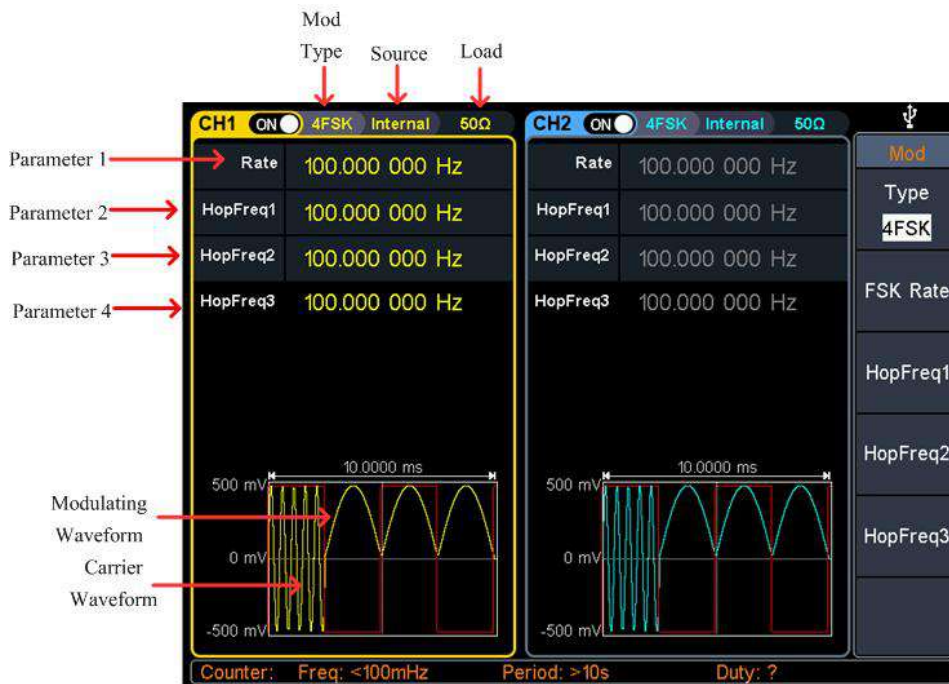 Mod
Type Source Load
CH1 ON 4FSK Internal 50Ω CH2 ON 4FSK Internal 50Ω
Parameter 1 Rate 100.000 000 Hz Rate 100.000 000 Hz Mod
Parameter 2 HopFreq1 100.000 000 Hz HopFreq1 100.000 000 Hz Type
4FSK
Parameter 3 HopFreq2 100.000 000 Hz HopFreq2 100.000 000 Hz
Parameter 4 HopFreq3 100.000 000 Hz HopFreq3 100.000 000 Hz FSK Rate
HopFreq1
HopFreq2
HopFreq3
10.0000 ms 10.0000 ms
500 mV 500 mV
Modulating
Waveform
0 mV 0 mV
Carrier
Waveform
-500 mV -500 mV
Counter: Freq: <100mHz Period: >10s Duty: ?